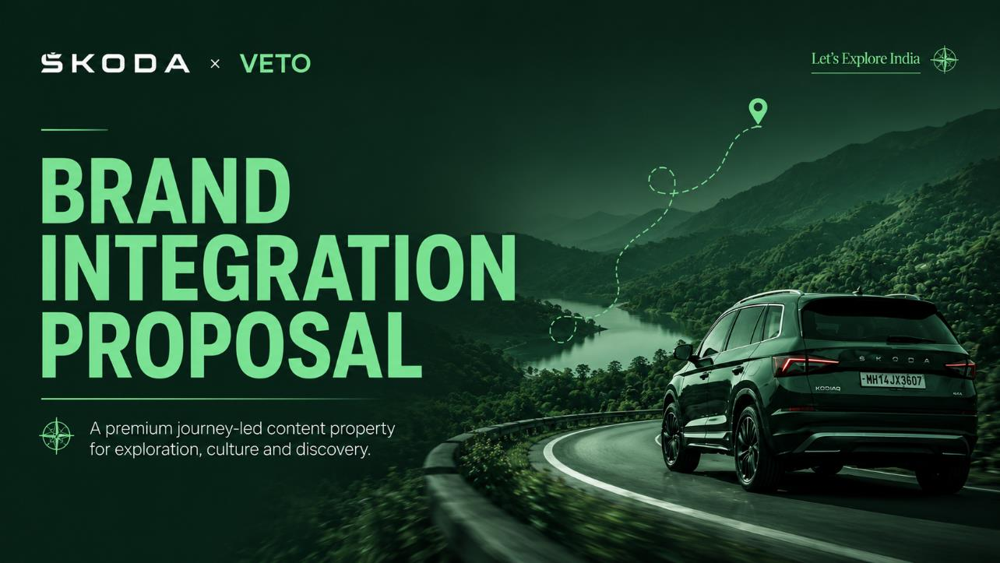 ŠKODA × VETO
Let's Explore India
BRAND
INTEGRATION
PROPOSAL
A premium journey-led content property
for exploration, culture and discovery.
ŠKODA
KODIAQ
MH14JX3607
4x4